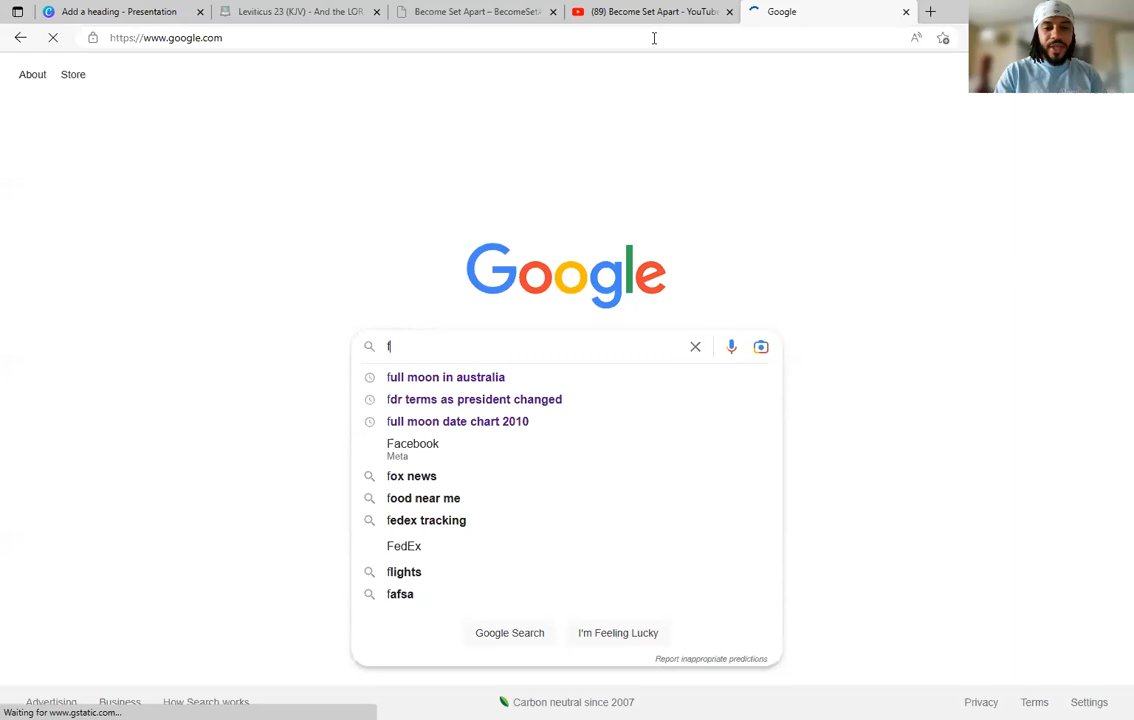 Add a heading - Presentation
Leviticus 23 (KJV) - And the LOR
Become Set Apart – BecomeSetA
(89) Become Set Apart - YouTube
Google
https://www.google.com
About
Store
Google
f
full moon in australia
fdr terms as president changed
full moon date chart 2010
Facebook
Meta
fox news
food near me
fedex tracking
FedEx
flights
fafsa
Google Search
I'm Feeling Lucky
Report inappropriate predictions
Advertising
Business
How Search works
Carbon neutral since 2007
Privacy
Terms
Settings
Waiting for www.gstatic.com...